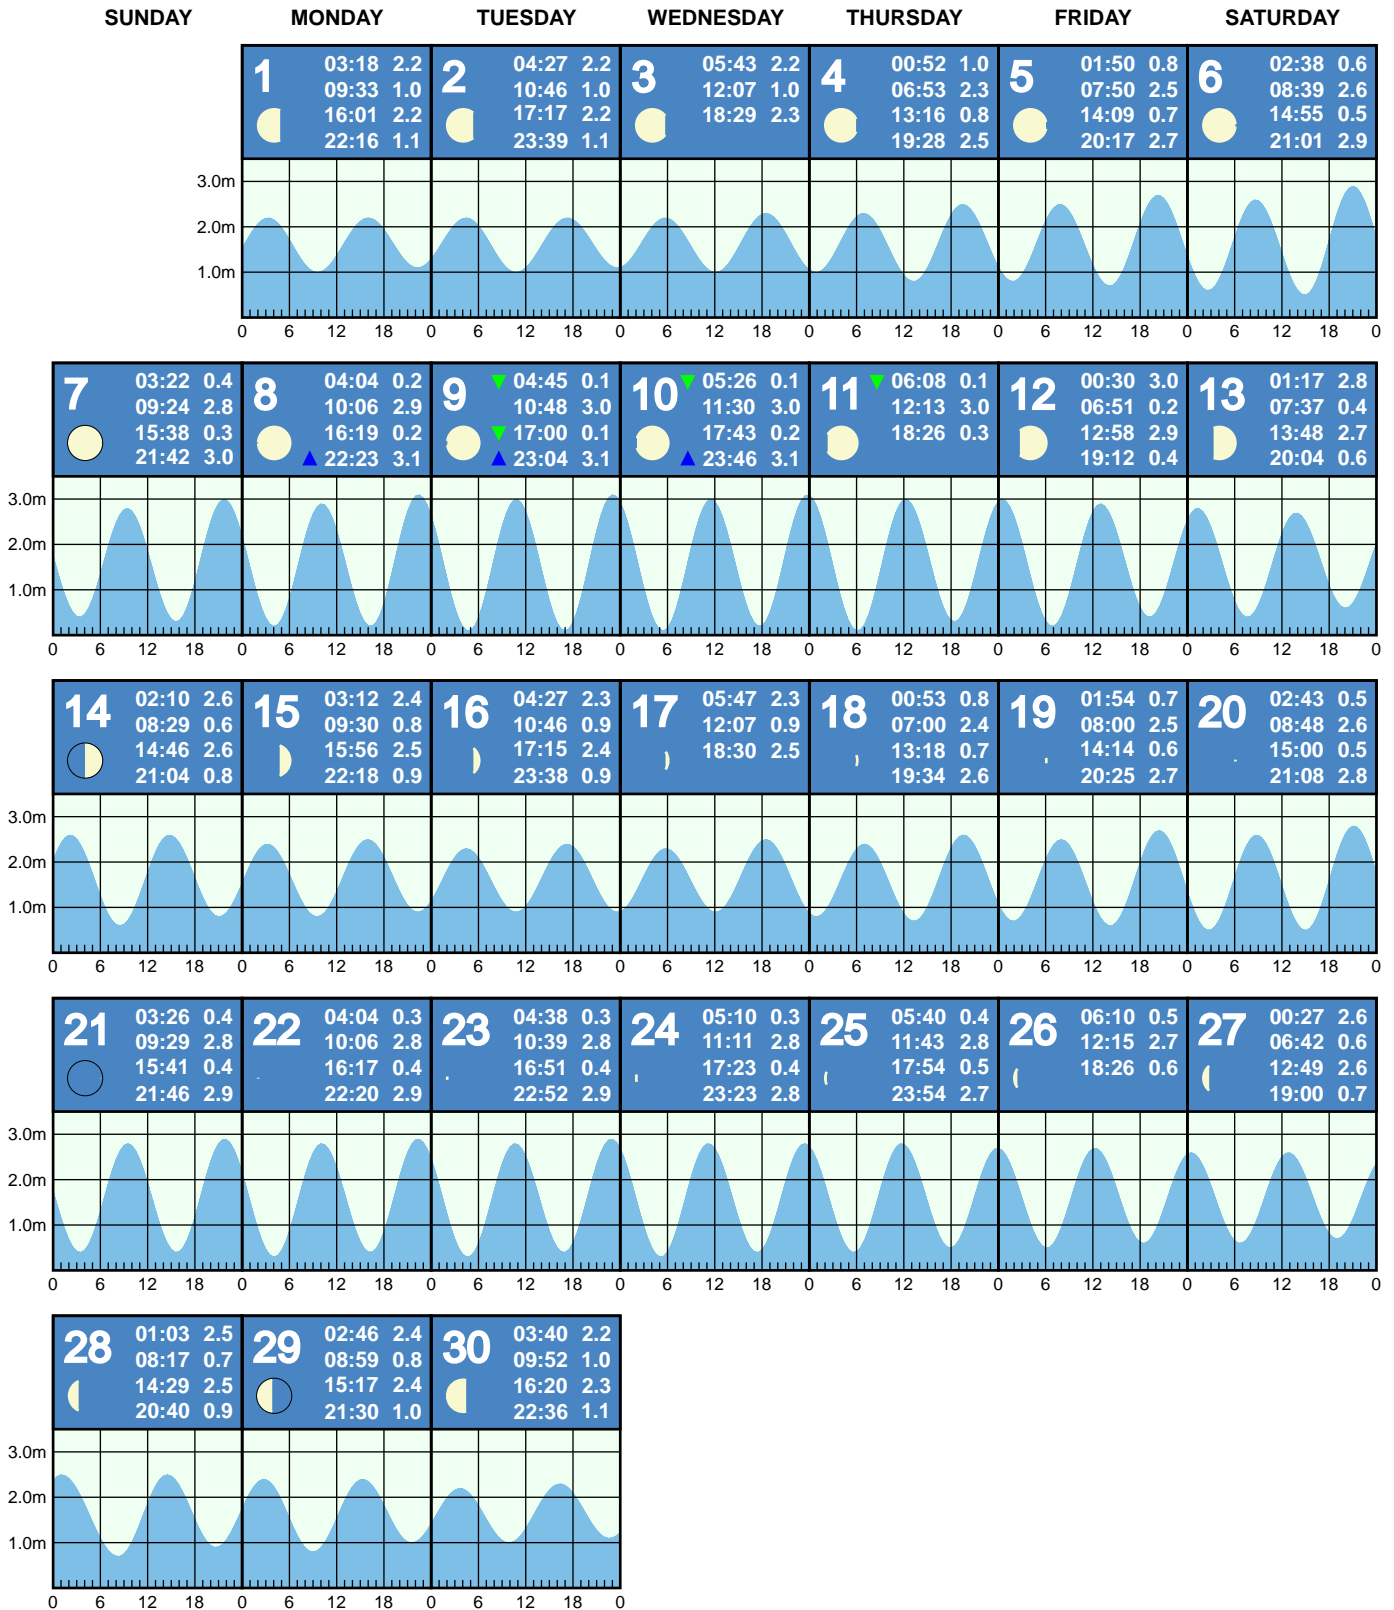 SUNDAY MONDAY TUESDAY WEDNESDAY THURSDAY FRIDAY SATURDAY
1 03:18 2.2
09:33 1.0
16:01 2.2
22:16 1.1
2 04:27 2.2
10:46 1.0
17:17 2.2
23:39 1.1
3 05:43 2.2
12:07 1.0
18:29 2.3
4 00:52 1.0
06:53 2.3
13:16 0.8
19:28 2.5
5 01:50 0.8
07:50 2.5
14:09 0.7
20:17 2.7
6 02:38 0.6
08:39 2.6
14:55 0.5
21:01 2.9
3.0m
2.0m
1.0m
0 6 12 18 0 6 12 18 0 6 12 18 0 6 12 18 0 6 12 18 0 6 12 18 0
7 03:22 0.4
09:24 2.8
15:38 0.3
21:42 3.0
8 04:04 0.2
10:06 2.9
16:19 0.2
22:23 3.1
9 04:45 0.1
10:48 3.0
17:00 0.1
23:04 3.1
10 05:26 0.1
11:30 3.0
17:43 0.2
23:46 3.1
11 06:08 0.1
12:13 3.0
18:26 0.3
12 00:30 3.0
06:51 0.2
12:58 2.9
19:12 0.4
13 01:17 2.8
07:37 0.4
13:48 2.7
20:04 0.6
3.0m
2.0m
1.0m
0 6 12 18 0 6 12 18 0 6 12 18 0 6 12 18 0 6 12 18 0 6 12 18 0 6 12 18 0
14 02:10 2.6
08:29 0.6
14:46 2.6
21:04 0.8
15 03:12 2.4
09:30 0.8
15:56 2.5
22:18 0.9
16 04:27 2.3
10:46 0.9
17:15 2.4
23:38 0.9
17 05:47 2.3
12:07 0.9
18:30 2.5
18 00:53 0.8
07:00 2.4
13:18 0.7
19:34 2.6
19 01:54 0.7
08:00 2.5
14:14 0.6
20:25 2.7
20 02:43 0.5
08:48 2.6
15:00 0.5
21:08 2.8
3.0m
2.0m
1.0m
0 6 12 18 0 6 12 18 0 6 12 18 0 6 12 18 0 6 12 18 0 6 12 18 0 6 12 18 0
21 03:26 0.4
09:29 2.8
15:41 0.4
21:46 2.9
22 04:04 0.3
10:06 2.8
16:17 0.4
22:20 2.9
23 04:38 0.3
10:39 2.8
16:51 0.4
22:52 2.9
24 05:10 0.3
11:11 2.8
17:23 0.4
23:23 2.8
25 05:40 0.4
11:43 2.8
17:54 0.5
23:54 2.7
26 06:10 0.5
12:15 2.7
18:26 0.6
27 00:27 2.6
06:42 0.6
12:49 2.6
19:00 0.7
3.0m
2.0m
1.0m
0 6 12 18 0 6 12 18 0 6 12 18 0 6 12 18 0 6 12 18 0 6 12 18 0 6 12 18 0
28 01:03 2.5
08:17 0.7
14:29 2.5
20:40 0.9
29 02:46 2.4
08:59 0.8
15:17 2.4
21:30 1.0
30 03:40 2.2
09:52 1.0
16:20 2.3
22:36 1.1
3.0m
2.0m
1.0m
0 6 12 18 0 6 12 18 0 6 12 18 0